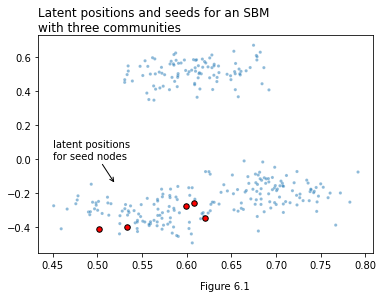 Latent positions and seeds for an SBM
with three communities
0.6
0.4
0.2
0.0
−0.2
−0.4
latent positions
for seed nodes
0.45 0.50 0.55 0.60 0.65 0.70 0.75 0.80
Figure 6.1